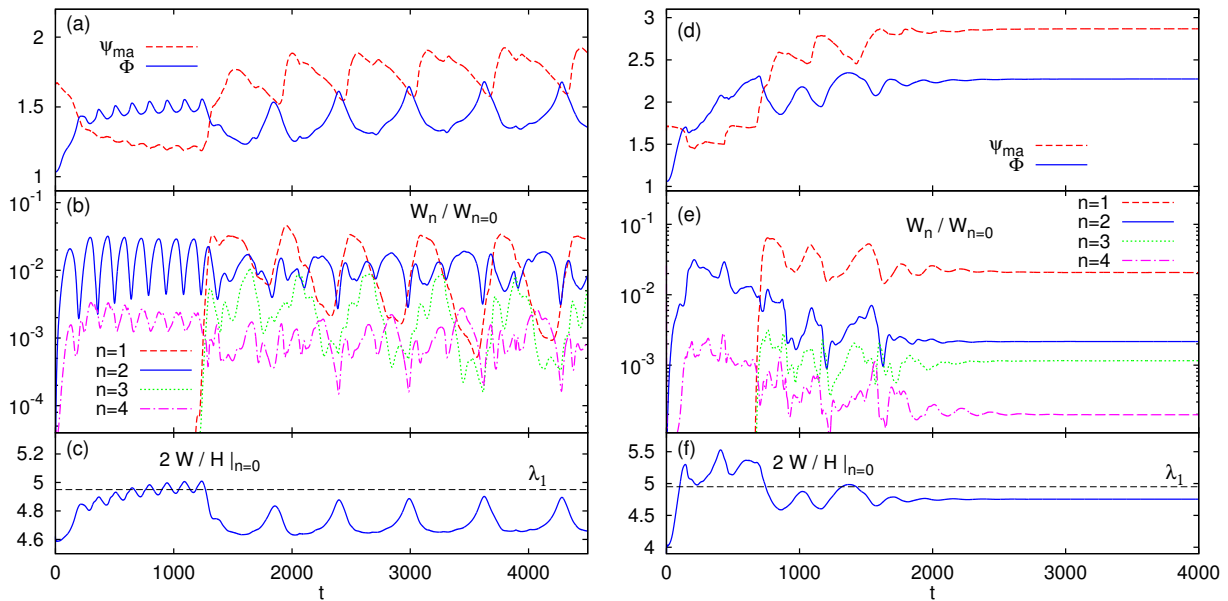 (a)
2
1.5
1
ψma
Φ
(b)
Wn / Wn=0
10-1
10-2
10-3
10-4
n=1
n=2
n=3
n=4
(c)
2 W / H |n=0
λ1
5.2
5
4.8
4.6
0
1000
2000
3000
4000
t
(d)
3
2.5
2
1.5
1
ψma
Φ
(e)
Wn / Wn=0
10-1
10-2
10-3
n=1
n=2
n=3
n=4
(f)
2 W / H |n=0
λ1
5.5
5
4.5
4
0
1000
2000
3000
4000
t